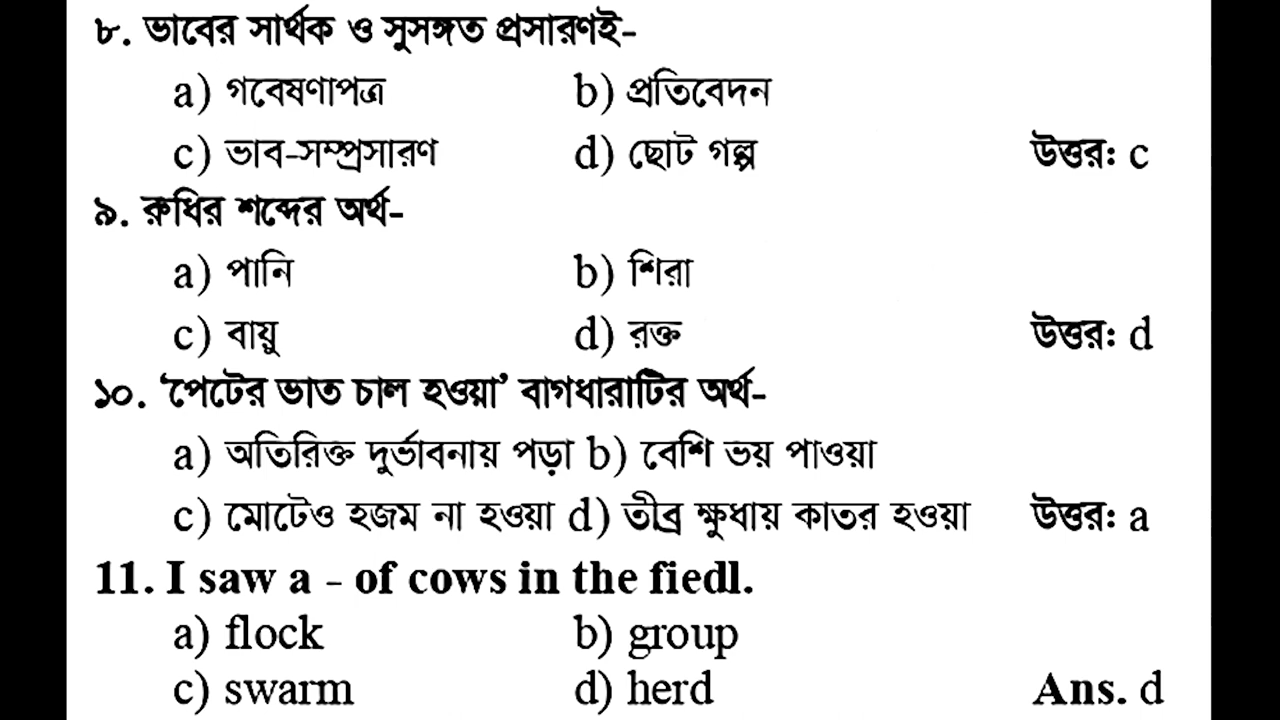 ৮. ভাবের সার্থক ও সুসঙ্গত প্রসারণই-
a) গবেষণাপত্র b) প্রতিবেদন
c) ভাব-সম্প্রসারণ d) ছোট গল্প উত্তর: c
৯. রুধির শব্দের অর্থ-
a) পানি b) শিরা
c) বায়ু d) রক্ত উত্তর: d
১০. ‘পেটের ভাত চাল হওয়া’ বাগধারাটির অর্থ-
a) অতিরিক্ত দুর্ভাবনায় পড়া b) বেশি ভয় পাওয়া
c) মোটেও হজম না হওয়া d) তীব্র ক্ষুধায় কাতর হওয়া উত্তর: a
11. I saw a - of cows in the fiedl.
a) flock b) group
c) swarm d) herd Ans. d